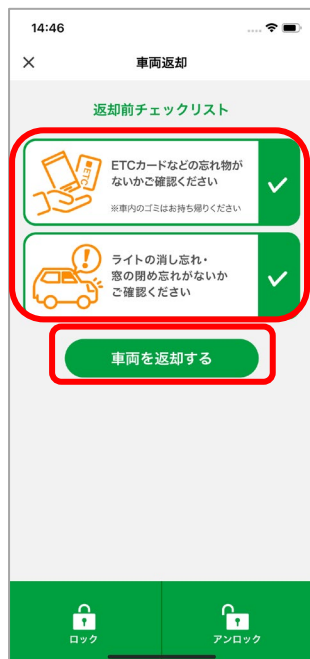 14:46
車両返却
返却前チェックリスト
ETC
ETCカードなどの忘れ物が
ないかご確認ください
※車内のゴミはお持ち帰りください
ライトの消し忘れ・
窓の閉め忘れがないか
ご確認ください
車両を返却する
ロック
アンロック